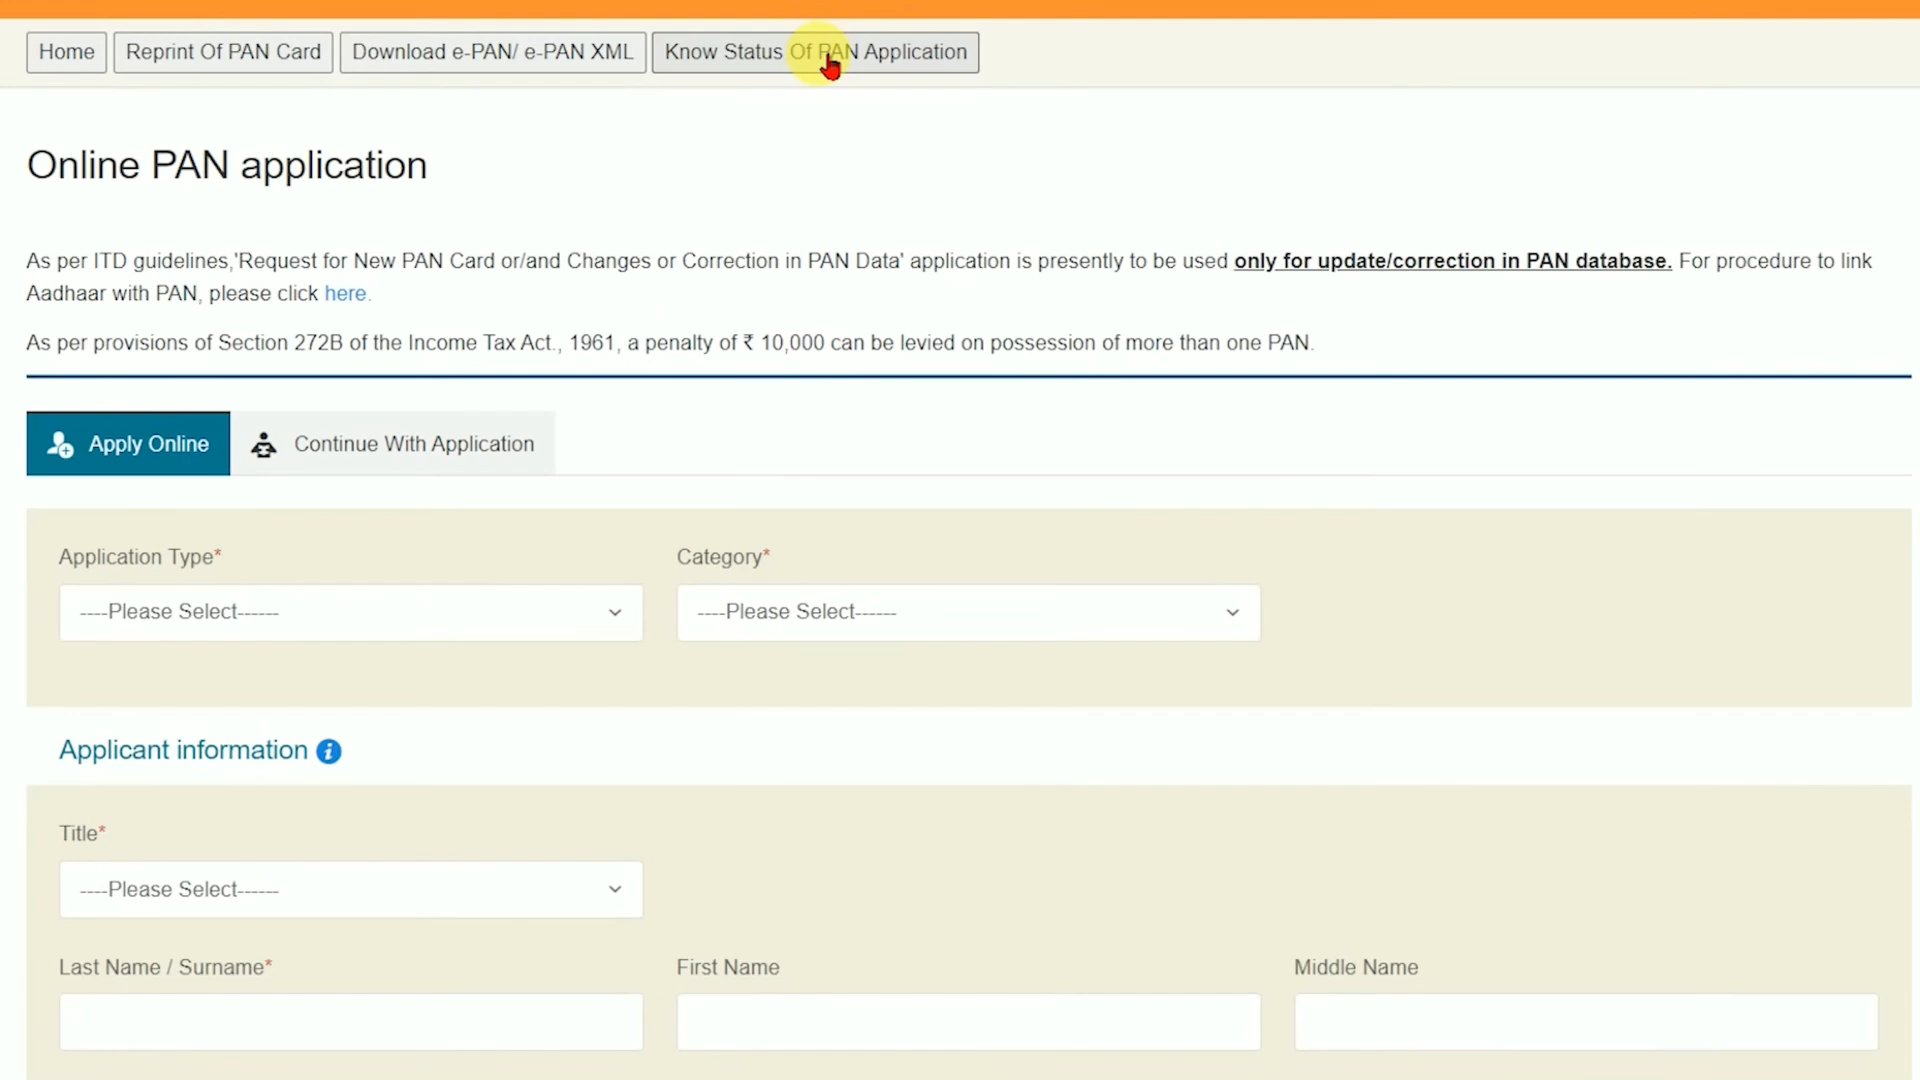 Home Reprint Of PAN Card Download e-PAN/ e-PAN XML Know Status Of PAN Application
Online PAN application
As per ITD guidelines,'Request for New PAN Card or/and Changes or Correction in PAN Data' application is presently to be used only for update/correction in PAN database. For procedure to link
Aadhaar with PAN, please click here.
As per provisions of Section 272B of the Income Tax Act., 1961, a penalty of ₹ 10,000 can be levied on possession of more than one PAN.
Apply Online Continue With Application
Application Type* Category*
----Please Select------ ----Please Select------
Applicant information
Title*
----Please Select------
Last Name / Surname* First Name Middle Name